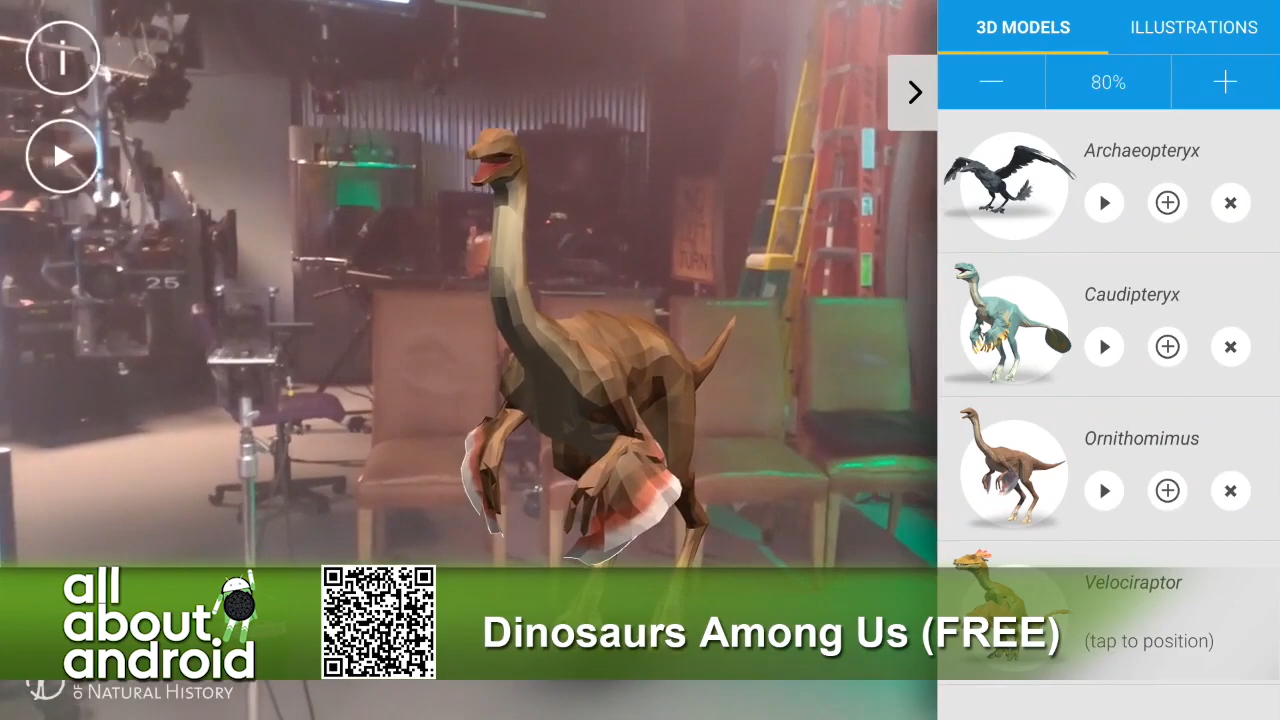 3D MODELS
ILLUSTRATIONS
80%
Archaeopteryx
Caudipteryx
Ornithomimus
Velociraptor
(tap to position)
25
TURN
all
about
android
Dinosaurs Among Us (FREE)
OF NATURAL HISTORY